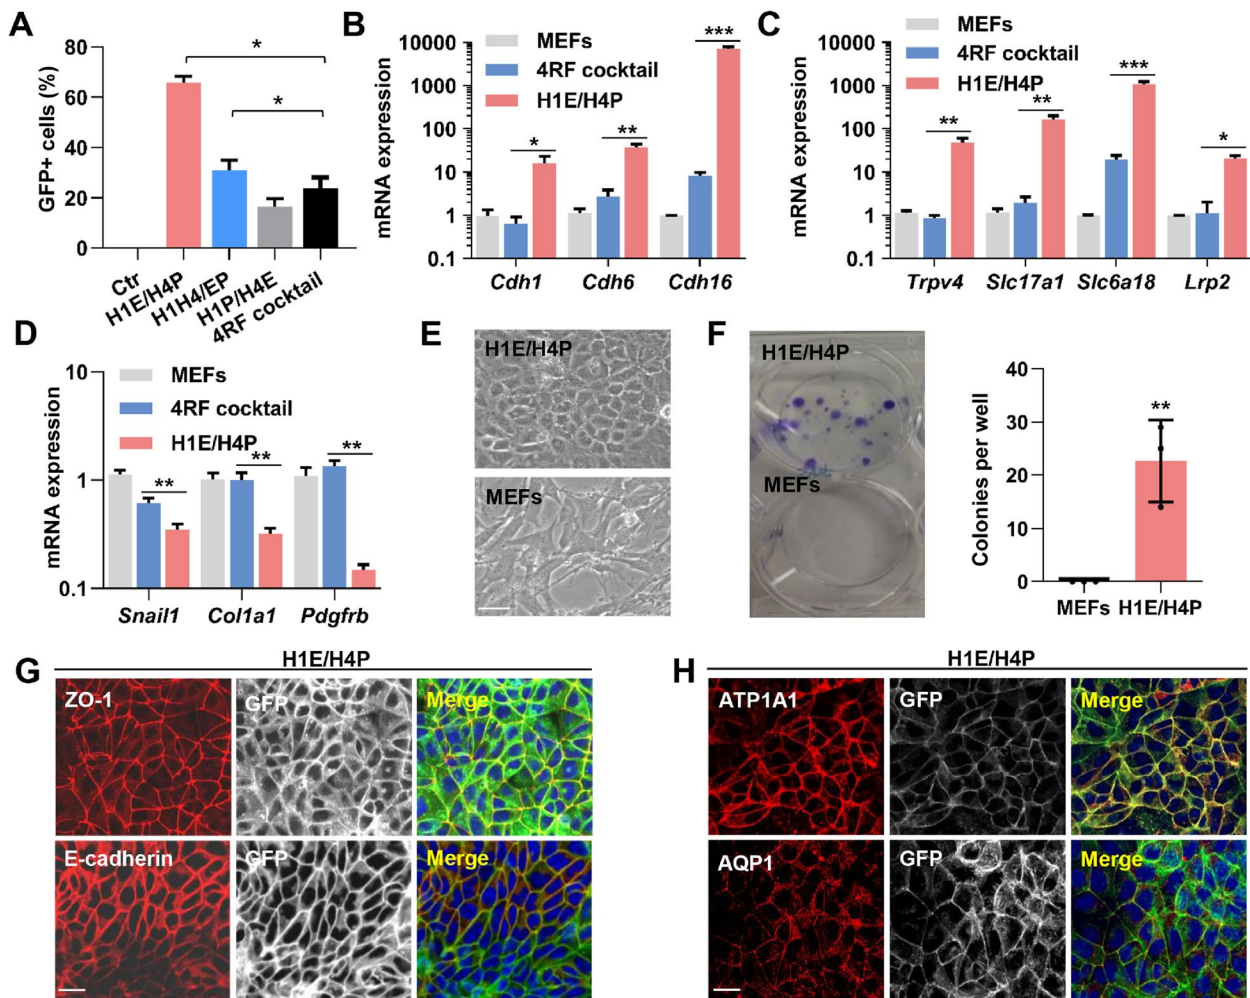 A
GFP+ cells (%)
80
60
40
20
0
*
*
Ctr
H1E/H4P
H1H4/EP
H1P/H4E
4RF cocktail
B
mRNA expression
10000
1000
100
10
1
0.1
MEFs
4RF cocktail
H1E/H4P
*
**
***
Cdh1
Cdh6
Cdh16
C
mRNA expression
10000
1000
100
10
1
0.1
MEFs
4RF cocktail
H1E/H4P
**
**
***
*
Trpv4
Slc17a1
Slc6a18
Lrp2
D
mRNA expression
10
1
0.1
MEFs
4RF cocktail
H1E/H4P
**
**
**
Snail1
Col1a1
Pdgfrb
E
H1E/H4P
MEFs
F
H1E/H4P
MEFs
Colonies per well
40
30
20
10
0
**
MEFs
H1E/H4P
G
H1E/H4P
ZO-1
GFP
Merge
E-cadherin
GFP
Merge
H
H1E/H4P
ATP1A1
GFP
Merge
AQP1
GFP
Merge